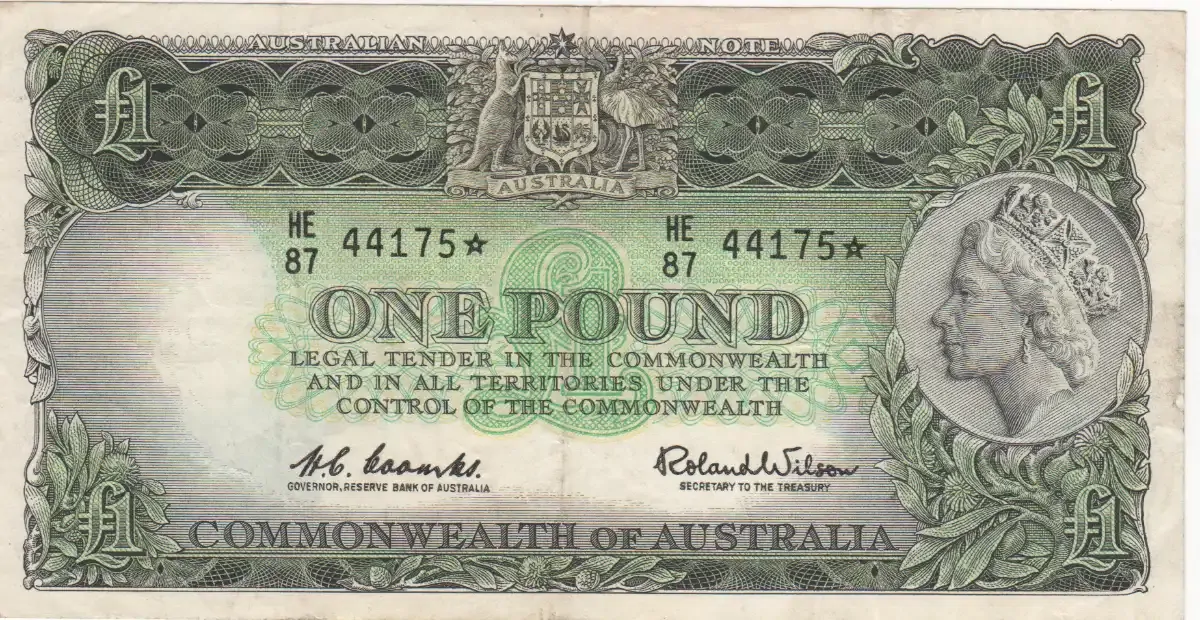 AUSTRALIAN NOTE
£1 £1
AUSTRALIA
HE 87 44175☆ HE 87 44175☆
ONE POUND
LEGAL TENDER IN THE COMMONWEALTH
AND IN ALL TERRITORIES UNDER THE
CONTROL OF THE COMMONWEALTH
H.C. Coombs. Roland Wilson
GOVERNOR, RESERVE BANK OF AUSTRALIA SECRETARY TO THE TREASURY
£1 COMMONWEALTH OF AUSTRALIA £1